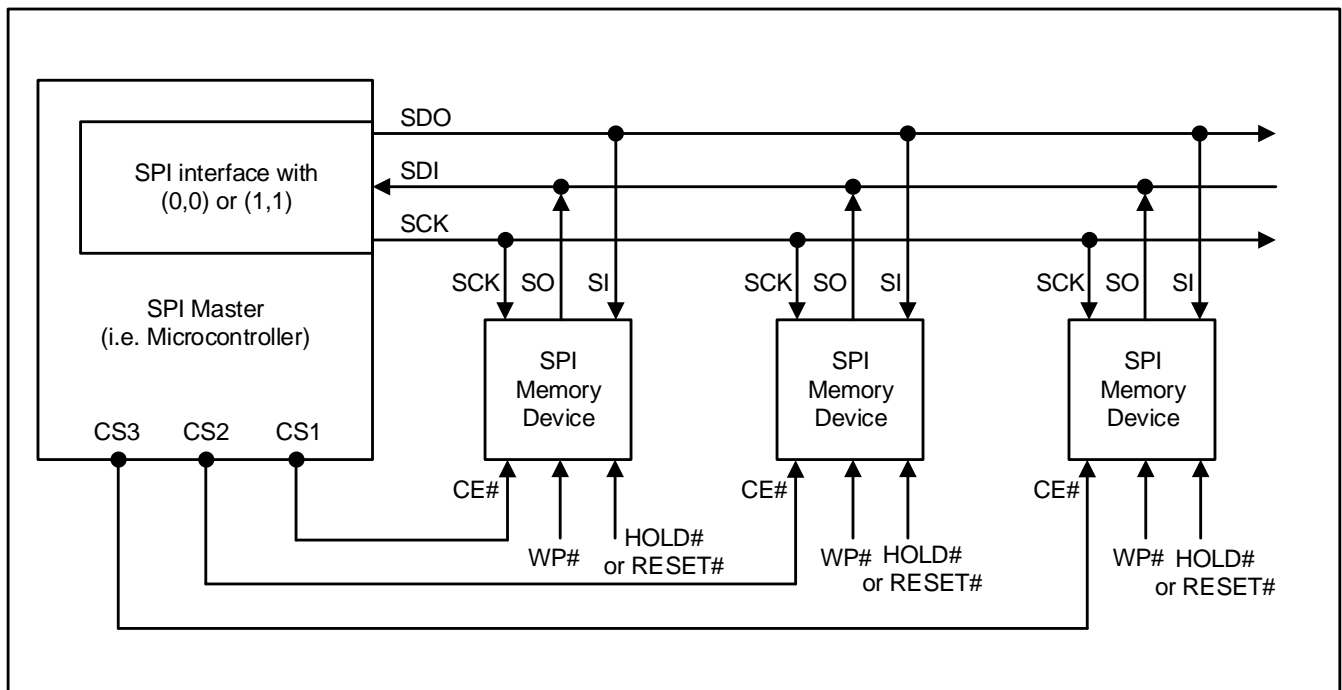 SDO
SPI interface with
(0,0) or (1,1)
SDI
SCK
SPI Master
(i.e. Microcontroller)
SCK SO SI
SCK SO SI
SCK SO SI
SPI
Memory
Device
SPI
Memory
Device
SPI
Memory
Device
CS3 CS2 CS1
CE#
WP#
HOLD#
or RESET#
CE#
WP#
HOLD#
or RESET#
CE#
WP#
HOLD#
or RESET#